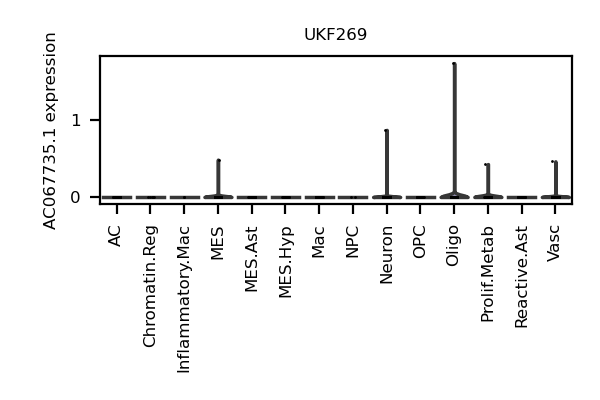 UKF269
AC067735.1 expression
1
0
AC
Chromatin.Reg
Inflammatory.Mac
MES
MES.Ast
MES.Hyp
Mac
NPC
Neuron
OPC
Oligo
Prolif.Metab
Reactive.Ast
Vasc